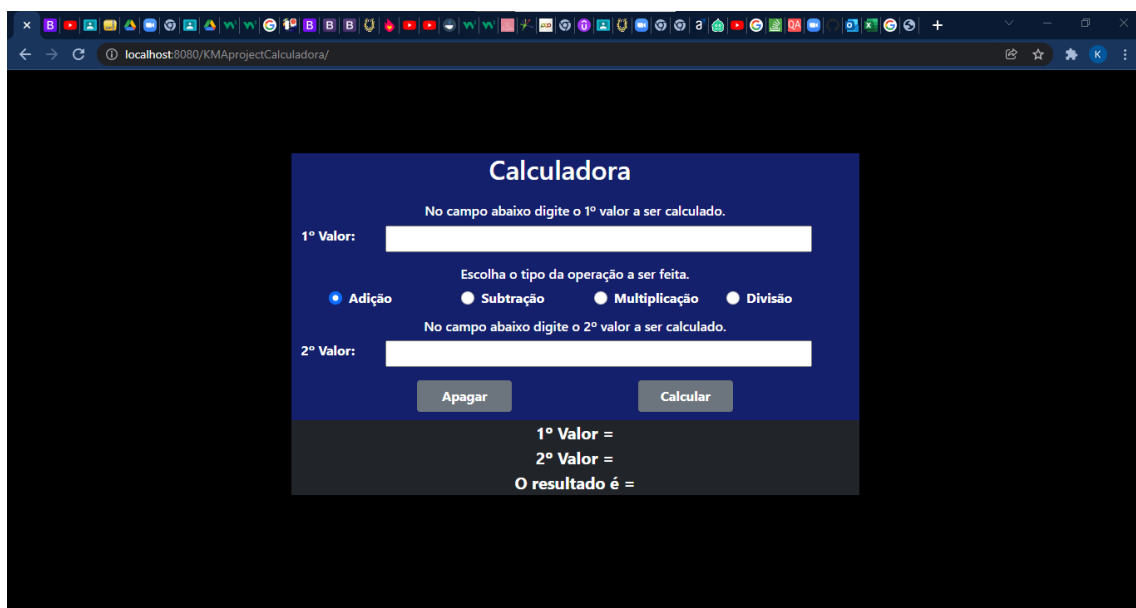 localhost:8080/KMAprojectCalculadora/
K
Calculadora
No campo abaixo digite o 1º valor a ser calculado.
1º Valor:
Escolha o tipo da operação a ser feita.
Adição Subtração Multiplicação Divisão
No campo abaixo digite o 2º valor a ser calculado.
2º Valor:
Apagar Calcular
1º Valor =
2º Valor =
O resultado é =